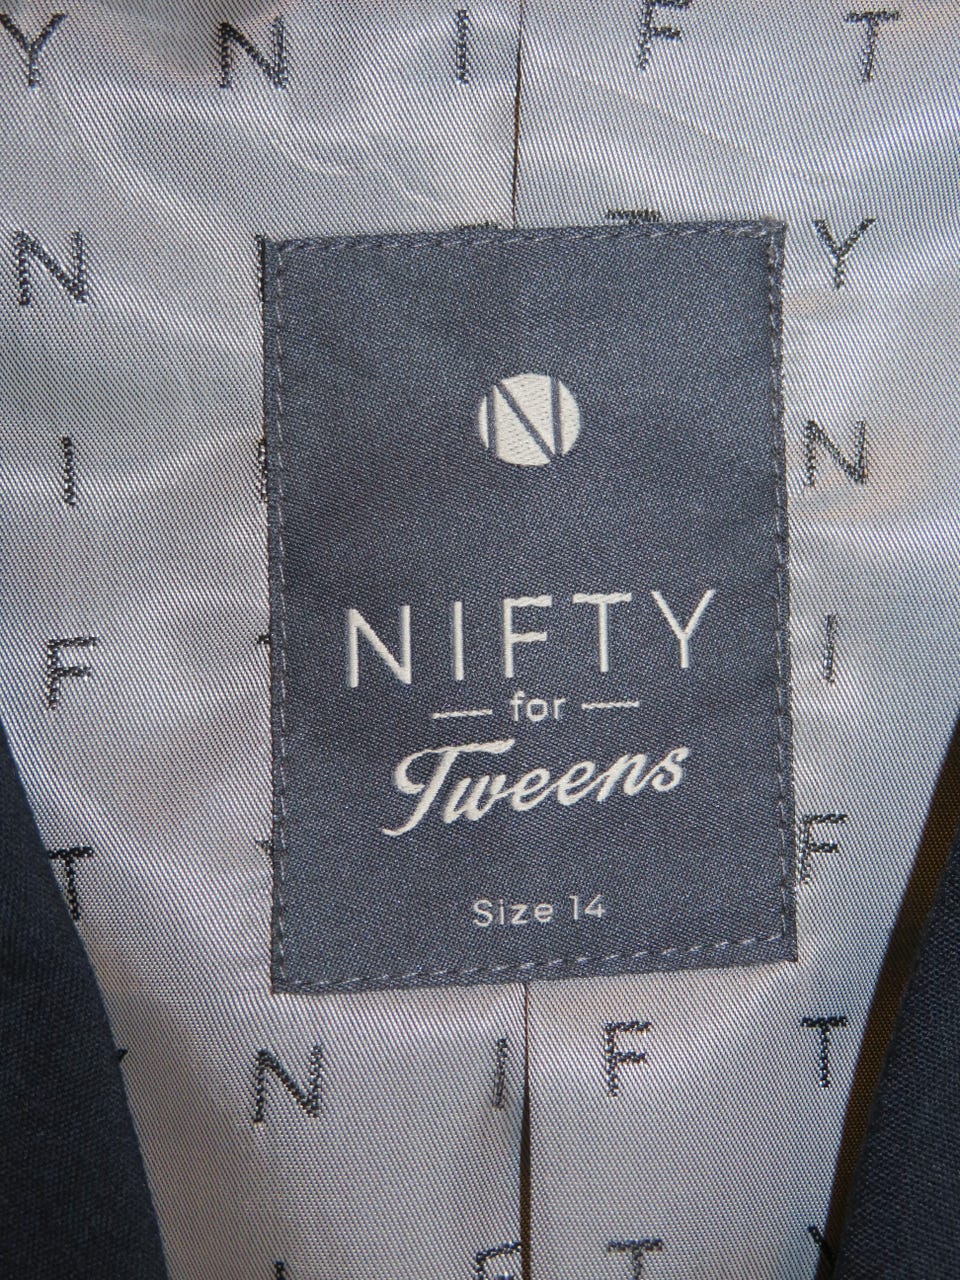 Y N I F T
N Y
I N
F I
T F
N
NIFTY
for
Tweens
Size 14
N I F T
I F T Y